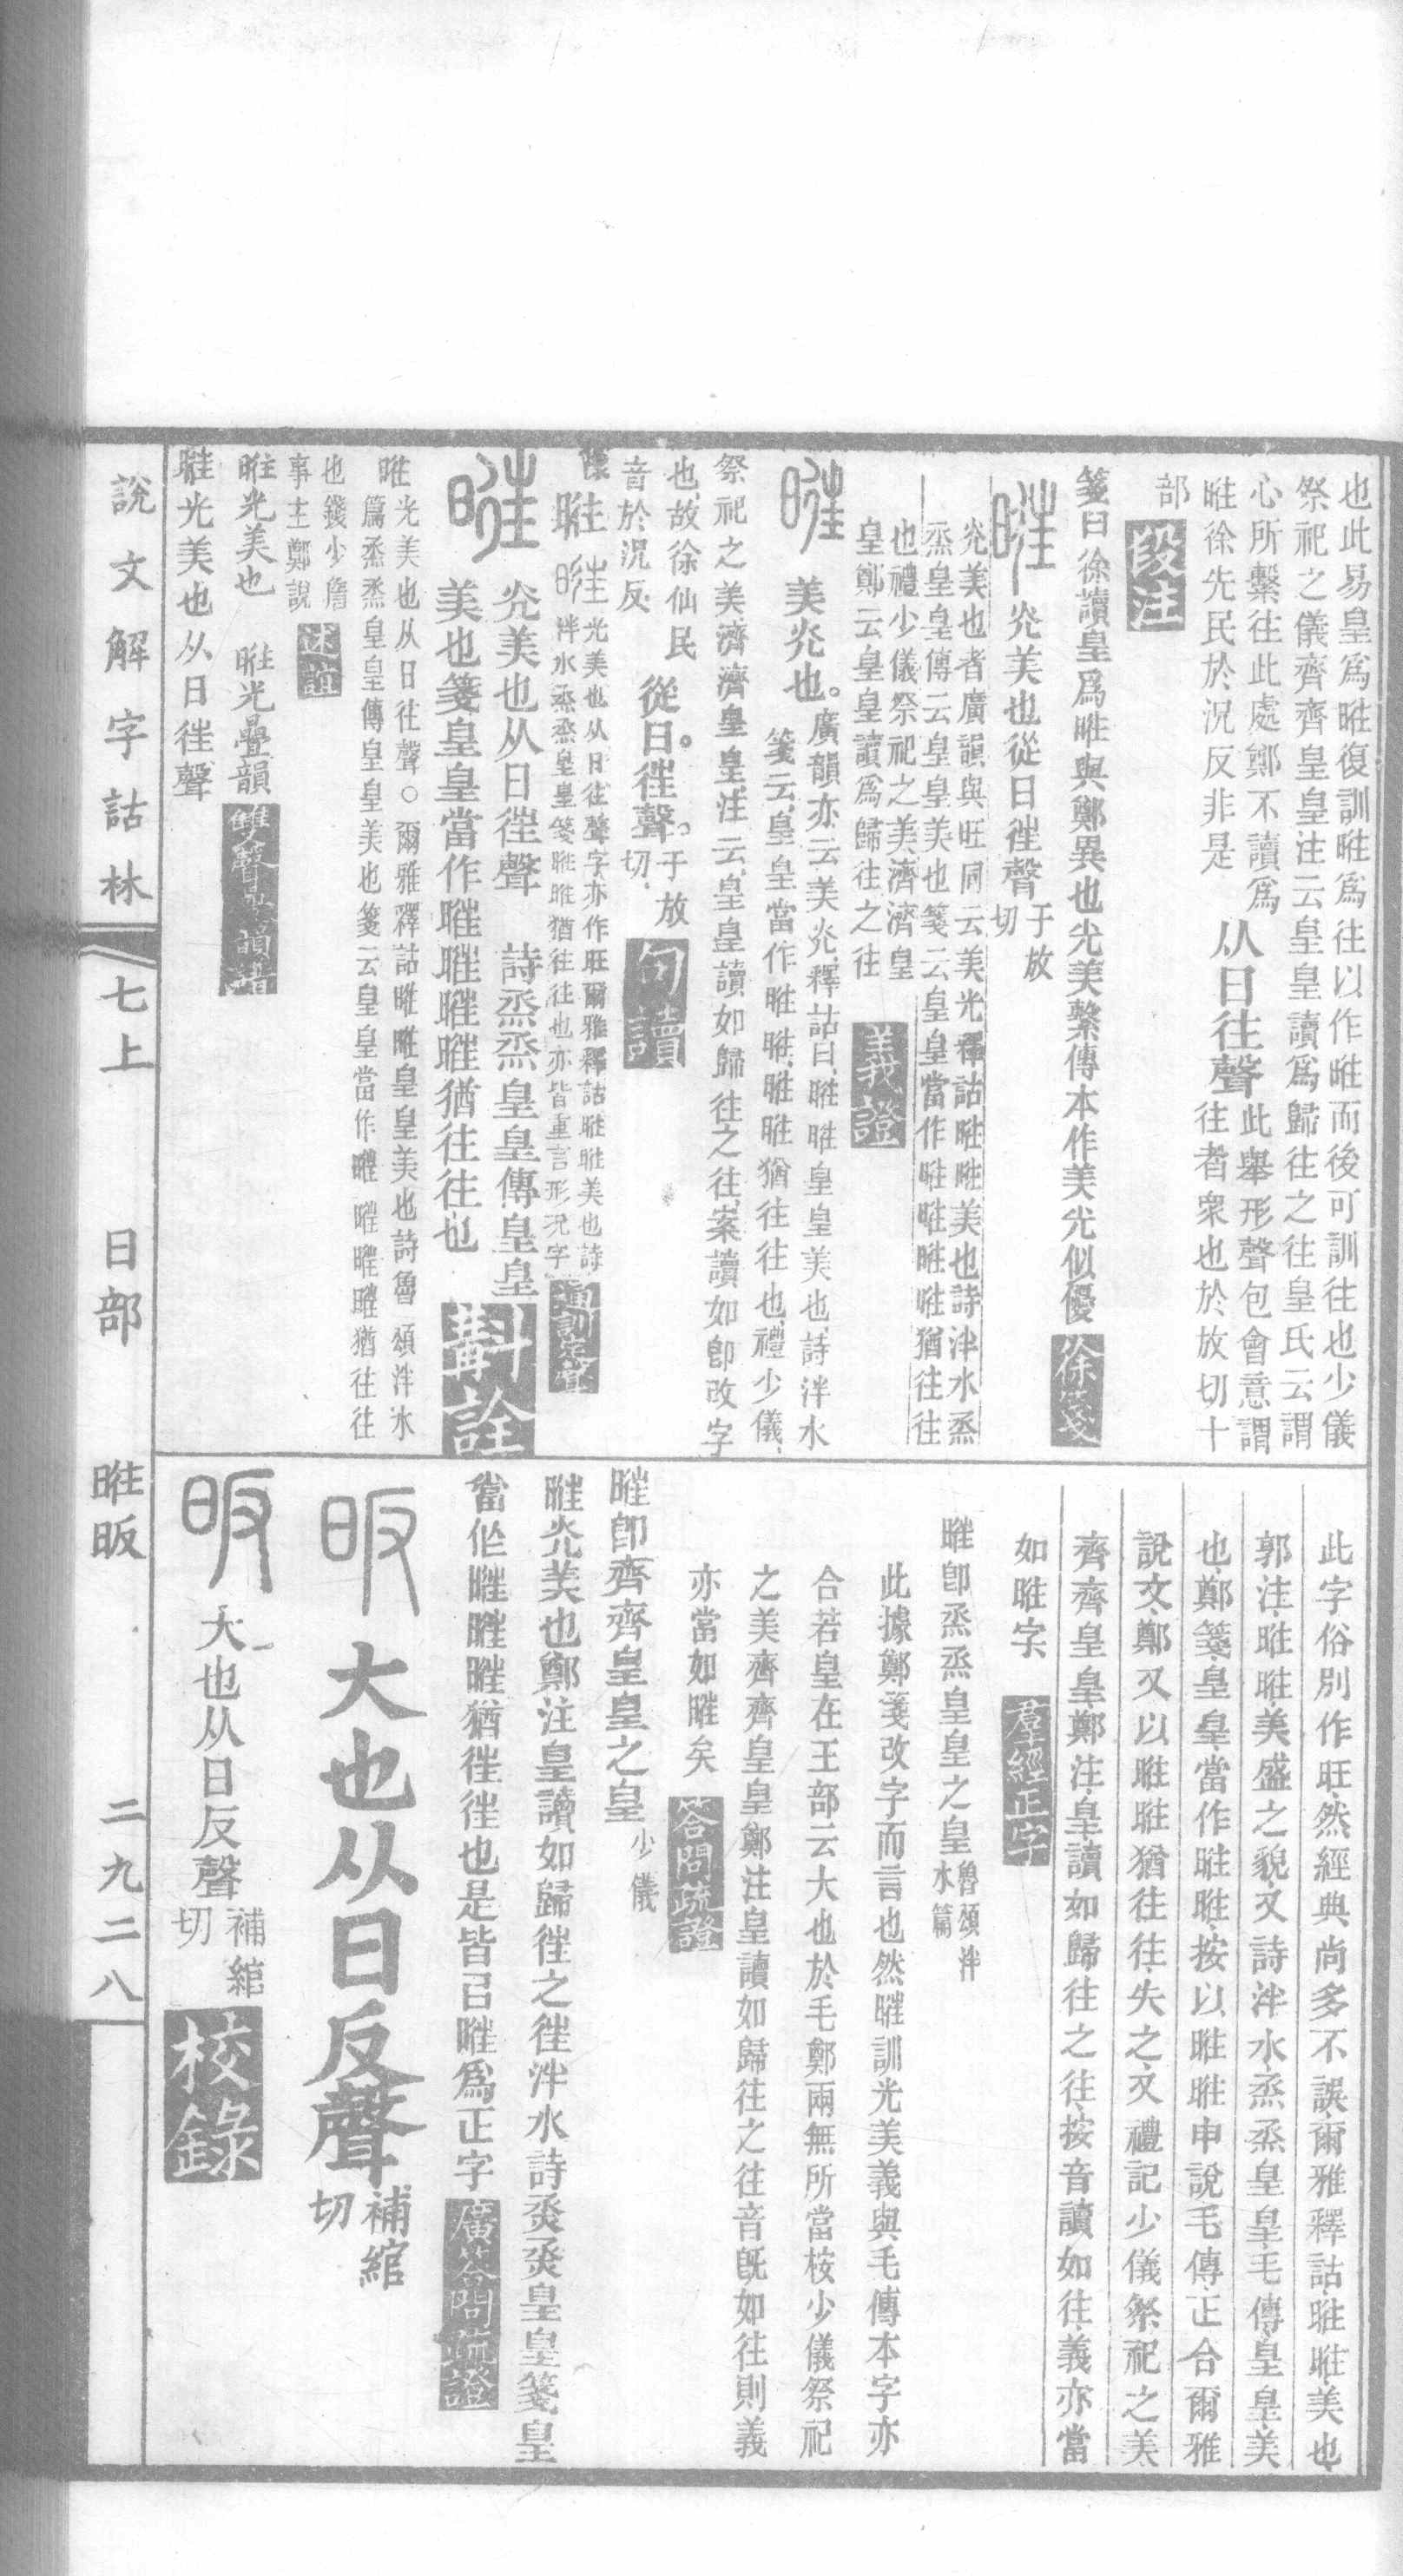 也此易皇爲暀復訓暀爲往以作暀而後可訓往也少儀
祭祀之儀齊齊皇皇注云皇皇讀爲歸往之往皇氏云謂
心所繫往此處鄭不讀爲
暀徐先民於況反非是
从日往聲
此舉形聲包會意謂
往者衆也於放切十
部
段注
箋曰徐讀皇爲暀與鄭異也光美繫傳本作美光似優
徐箋
暀
炗美也從日㞷聲
于放
切
炗美也者廣韻與旺同云美光釋詁暀暀美也詩泮水烝
烝皇皇傳云皇皇美也箋云皇皇當作暀暀暀暀猶往往
也禮少儀祭祀之美濟濟皇
皇鄭云皇皇讀爲歸往之往
義證
暀
美炗也。
廣韻亦云美炗釋詁曰暀暀皇皇美也詩泮水
箋云皇皇當作暀暀暀暀猶往往也禮少儀
祭祀之美濟濟皇皇注云皇皇讀如歸往之往案讀如卽改字
也故徐仙民
音於況反
從日。㞷聲。
于放
切
句讀
暀
光美也从日㞷聲字亦作旺爾雅釋詁暀暀美也詩
泮水烝烝皇皇箋暀暀猶往往也亦皆重言形況字
通訓定聲
暀
炗美也从日㞷聲 詩烝烝皇皇傳皇皇
美也箋皇皇當作暀暀暀暀猶往往也
斠詮
暀光美也从日往聲○爾雅釋詁暀暀皇皇美也詩魯頌泮水
篇烝烝皇皇傳皇皇美也箋云皇皇當作暀暀暀暀猶往往
也錢少詹
事主鄭說
述誼
暀光美也 暀光疊韻
雙聲疊韻譜
暀光美也从日㞷聲
此字俗別作旺然經典尚多不誤爾雅釋詁暀暀美也
郭注暀暀美盛之貌又詩泮水烝烝皇皇毛傳皇皇美
也鄭箋皇皇當作暀暀按以暀暀申說毛傳正合爾雅
說文鄭又以暀暀猶往往失之又禮記少儀祭祀之美
齊齊皇皇鄭注皇讀如歸往之往按音讀如往義亦當
如暀字
羣經正字
暀卽烝烝皇皇之皇
魯頌泮
水篇
此據鄭箋改字而言也然暀訓光美義與毛傳本字亦
合若皇在王部云大也於毛鄭兩無所當桉少儀祭祀
之美齊齊皇皇鄭注皇讀如歸往之往音旣如往則義
亦當如暀矣
答問疏證
暀卽齊齊皇皇之皇
少儀
暀炗美也鄭注皇讀如歸㞷之㞷泮水詩烝烝皇皇箋皇
當作暀暀暀猶㞷㞷也是皆㠯暀爲正字
廣答問疏證
昄
大也从日反聲
補綰
切
昄
大也从日反聲
補綰
切
校錄
說文解字詁林
七上
日部
暀昄
二九二八